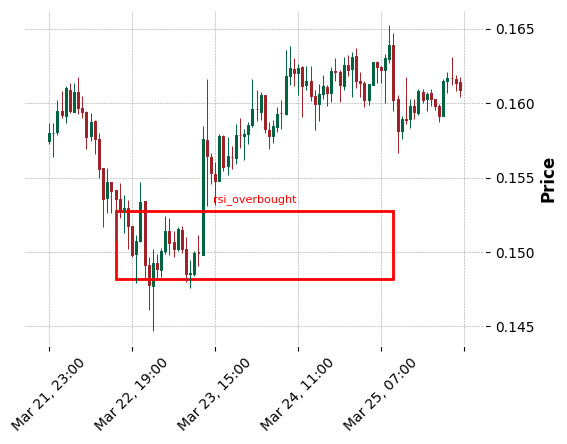 0.165
0.160
0.155
0.150
0.145
Price
rsi_overbought
Mar 21, 23:00
Mar 22, 19:00
Mar 23, 15:00
Mar 24, 11:00
Mar 25, 07:00